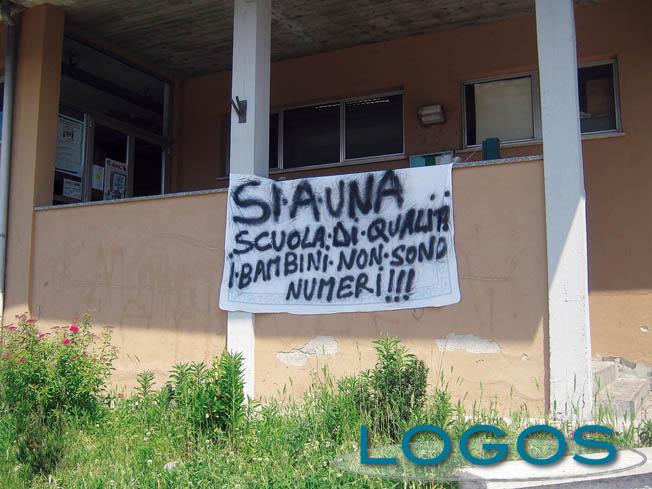 SI·A·UNA
SCUOLA·DI·QUALITÀ
I·BAMBINI·NON·SONO
NUMERI!!!
LOGOS